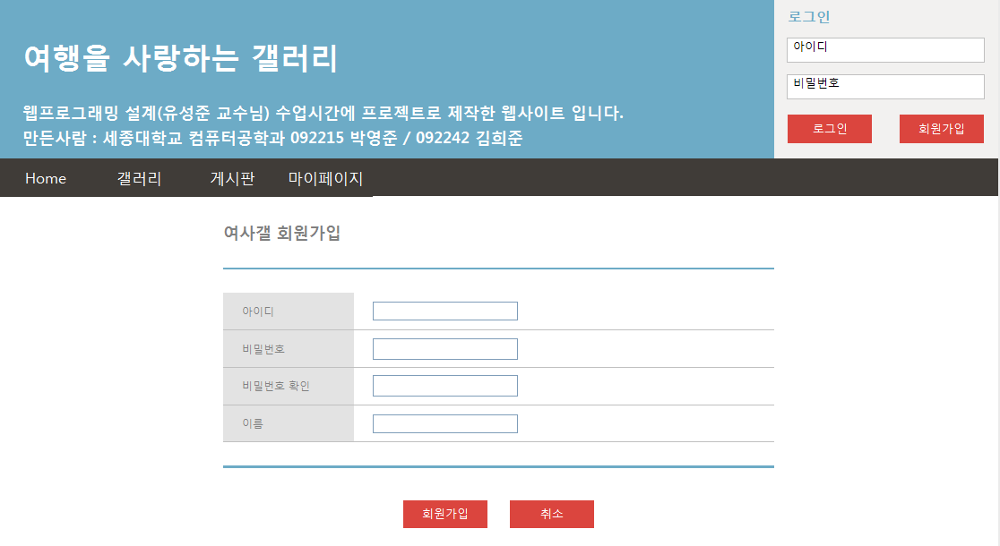 여행을 사랑하는 갤러리
웹프로그래밍 설계(유성준 교수님) 수업시간에 프로젝트로 제작한 웹사이트 입니다.
만든사람 : 세종대학교 컴퓨터공학과 092215 박영준 / 092242 김희준
로그인
아이디
비밀번호
로그인 회원가입
Home 갤러리 게시판 마이페이지
여사갤 회원가입
아이디
비밀번호
비밀번호 확인
이름
회원가입 취소